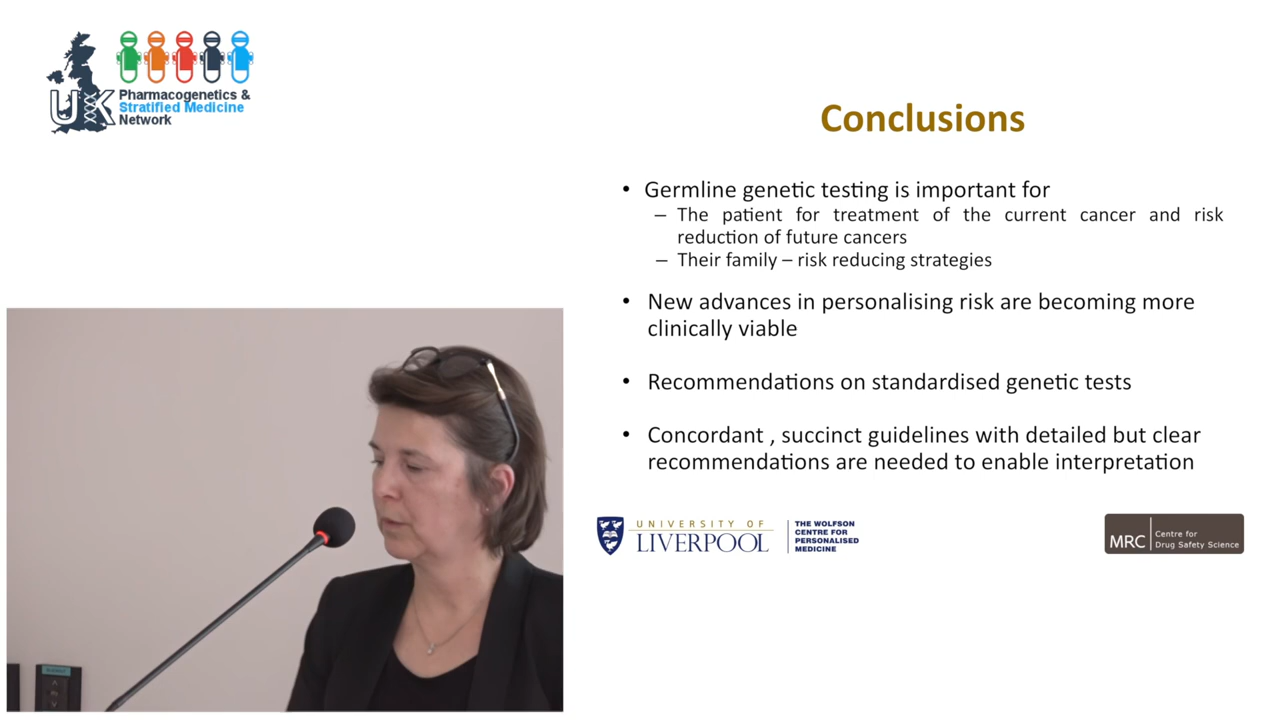 UK
Pharmacogenetics &
Stratified Medicine
Network
Conclusions
• Germline genetic testing is important for
– The patient for treatment of the current cancer and risk
reduction of future cancers
– Their family – risk reducing strategies
• New advances in personalising risk are becoming more
clinically viable
• Recommendations on standardised genetic tests
• Concordant , succinct guidelines with detailed but clear
recommendations are needed to enable interpretation
UNIVERSITY OF
LIVERPOOL
THE WOLFSON
CENTRE FOR
PERSONALISED
MEDICINE
MRC
Centre for
Drug Safety Science